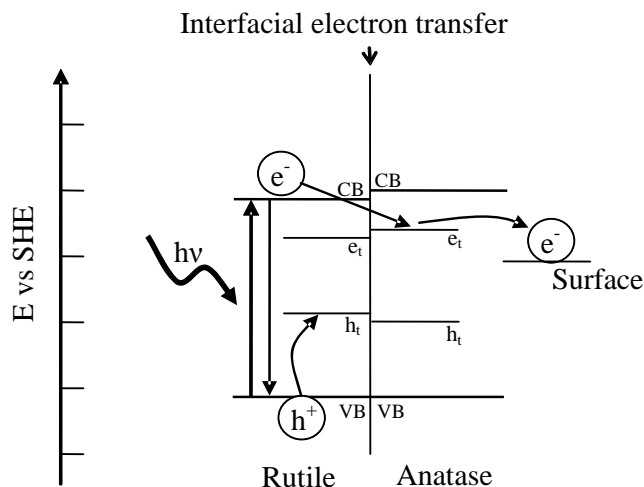 Interfacial electron transfer
E vs SHE
hν
e-
CB CB
et
et
e-
Surface
ht
ht
h+
VB VB
Rutile Anatase